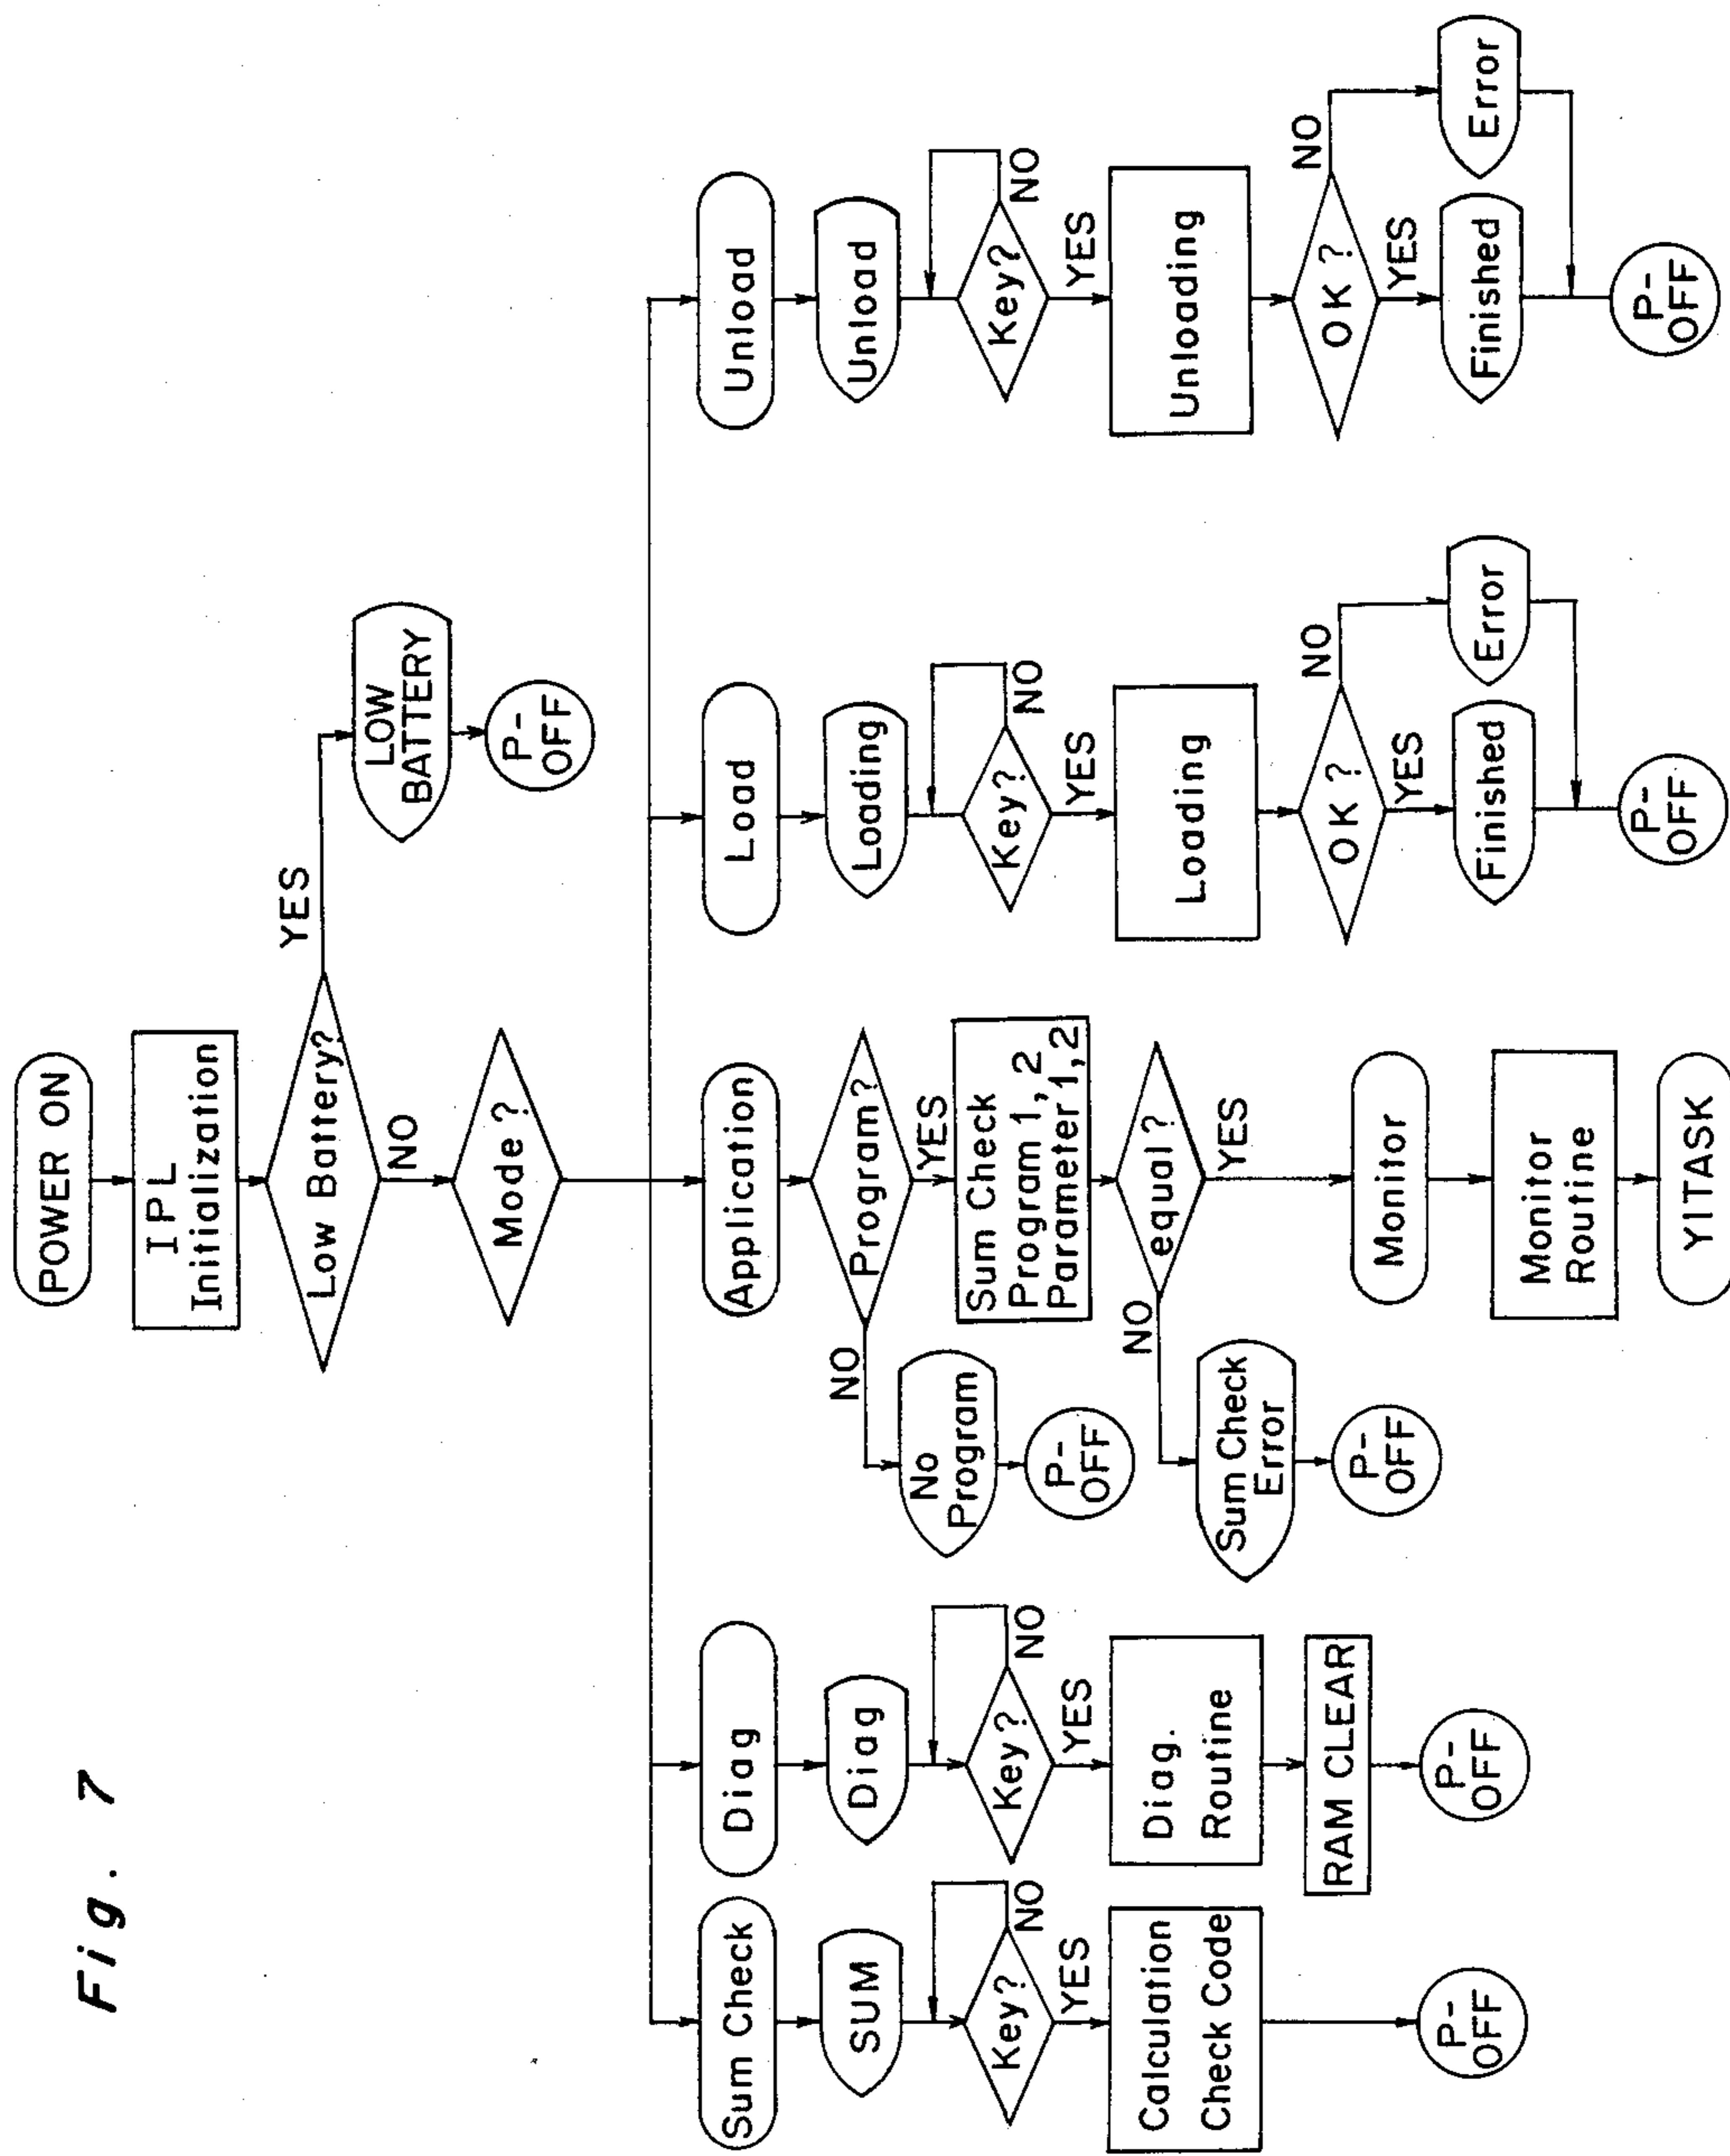 Fig. 7
POWER ON
IPL
Initialization
Low Battery?
YES
NO
LOW
BATTERY
P-
OFF
Mode?
Sum Check
SUM
Key?
NO
YES
Calculation
Check Code
P-
OFF
Diag
Diag
Key?
NO
YES
Diag.
Routine
RAM CLEAR
P-
OFF
Application
Program?
NO
YES
No
Program
P-
OFF
Sum Check
Program 1, 2
Parameter 1, 2
equal?
NO
YES
Sum Check
Error
P-
OFF
Monitor
Monitor
Routine
YITASK
Load
Loading
Key?
NO
YES
Loading
OK?
NO
YES
Finished
Error
P-
OFF
Unload
Unload
Key?
NO
YES
Unloading
OK?
NO
YES
Finished
Error
P-
OFF